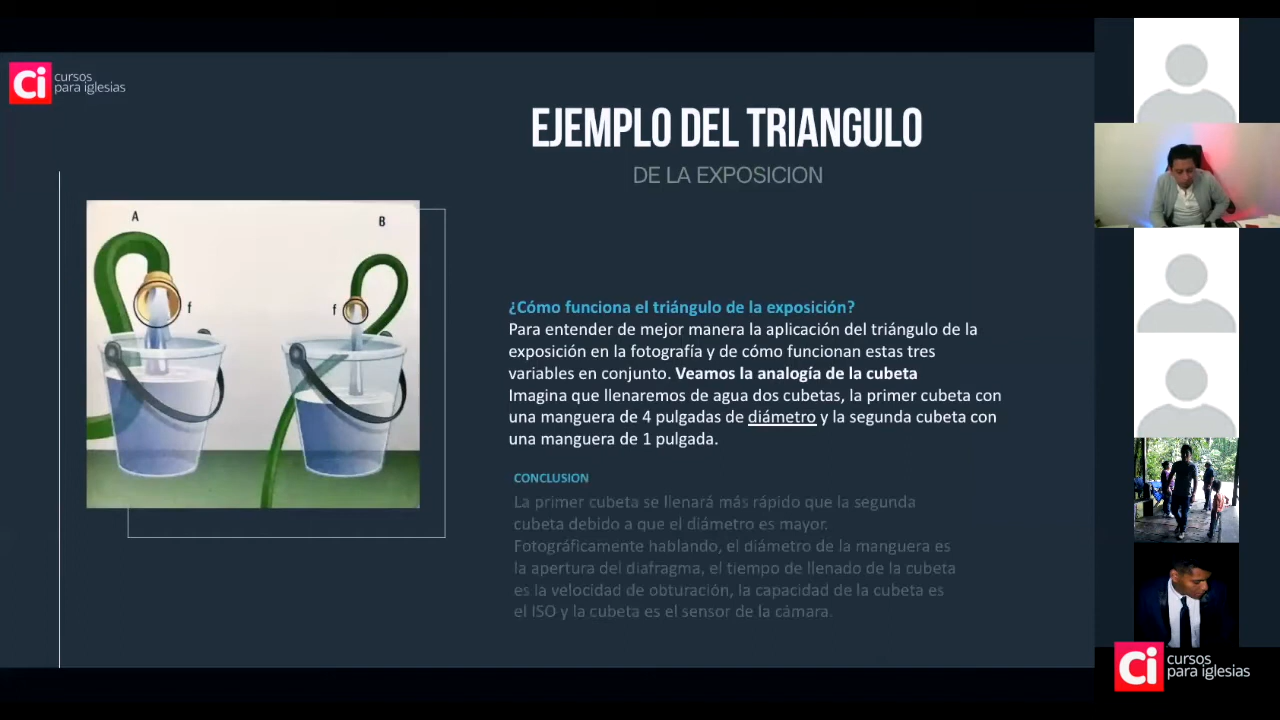 Ci cursos
para iglesias
EJEMPLO DEL TRIANGULO
DE LA EXPOSICION
A
B
f
f
¿Cómo funciona el triángulo de la exposición?
Para entender de mejor manera la aplicación del triángulo de la
exposición en la fotografía y de cómo funcionan estas tres
variables en conjunto. Veamos la analogía de la cubeta
Imagina que llenaremos de agua dos cubetas, la primer cubeta con
una manguera de 4 pulgadas de diámetro y la segunda cubeta con
una manguera de 1 pulgada.
CONCLUSION
La primer cubeta se llenará más rápido que la segunda
cubeta debido a que el diámetro es mayor.
Fotográficamente hablando, el diámetro de la manguera es
la apertura del diafragma, el tiempo de llenado de la cubeta
es la velocidad de obturación, la capacidad de la cubeta es
el ISO y la cubeta es el sensor de la cámara.
Ci cursos
para iglesias